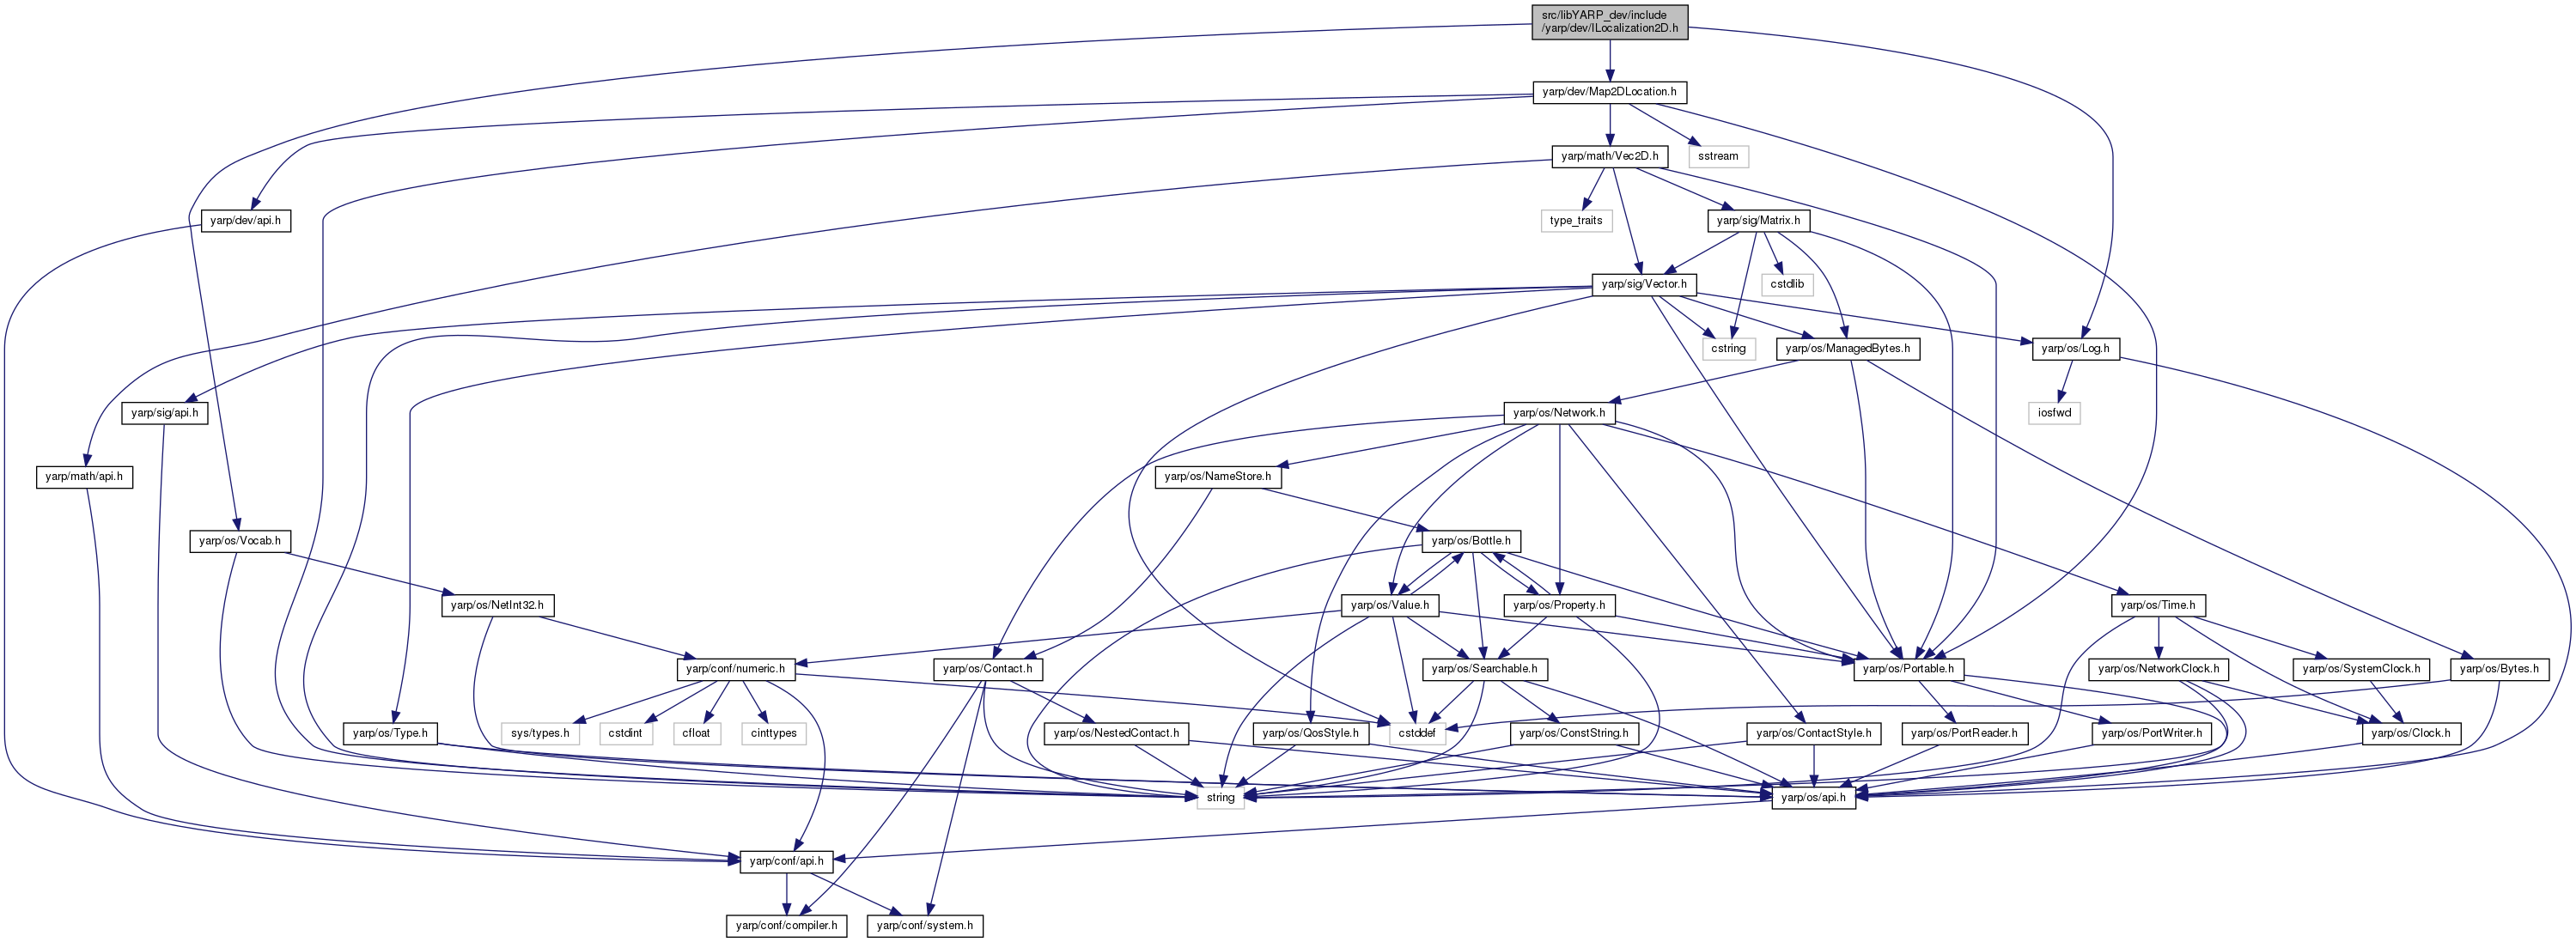 src/libYARP_dev/include
/yarp/dev/ILocalization2D.h
yarp/dev/Map2DLocation.h
yarp/math/Vec2D.h
sstream
yarp/dev/api.h
type_traits
yarp/sig/Matrix.h
yarp/sig/Vector.h
cstdlib
cstring
yarp/os/ManagedBytes.h
yarp/os/Log.h
yarp/sig/api.h
yarp/os/Network.h
iosfwd
yarp/math/api.h
yarp/os/NameStore.h
yarp/os/Vocab.h
yarp/os/Bottle.h
yarp/os/NetInt32.h
yarp/os/Value.h
yarp/os/Property.h
yarp/os/Time.h
yarp/conf/numeric.h
yarp/os/Contact.h
yarp/os/Searchable.h
yarp/os/Portable.h
yarp/os/NetworkClock.h
yarp/os/SystemClock.h
yarp/os/Bytes.h
yarp/os/Type.h
sys/types.h
cstdint
cfloat
cinttypes
cstddef
yarp/os/NestedContact.h
yarp/os/QosStyle.h
yarp/os/ConstString.h
yarp/os/ContactStyle.h
yarp/os/PortReader.h
yarp/os/PortWriter.h
yarp/os/Clock.h
string
yarp/os/api.h
yarp/conf/api.h
yarp/conf/compiler.h
yarp/conf/system.h